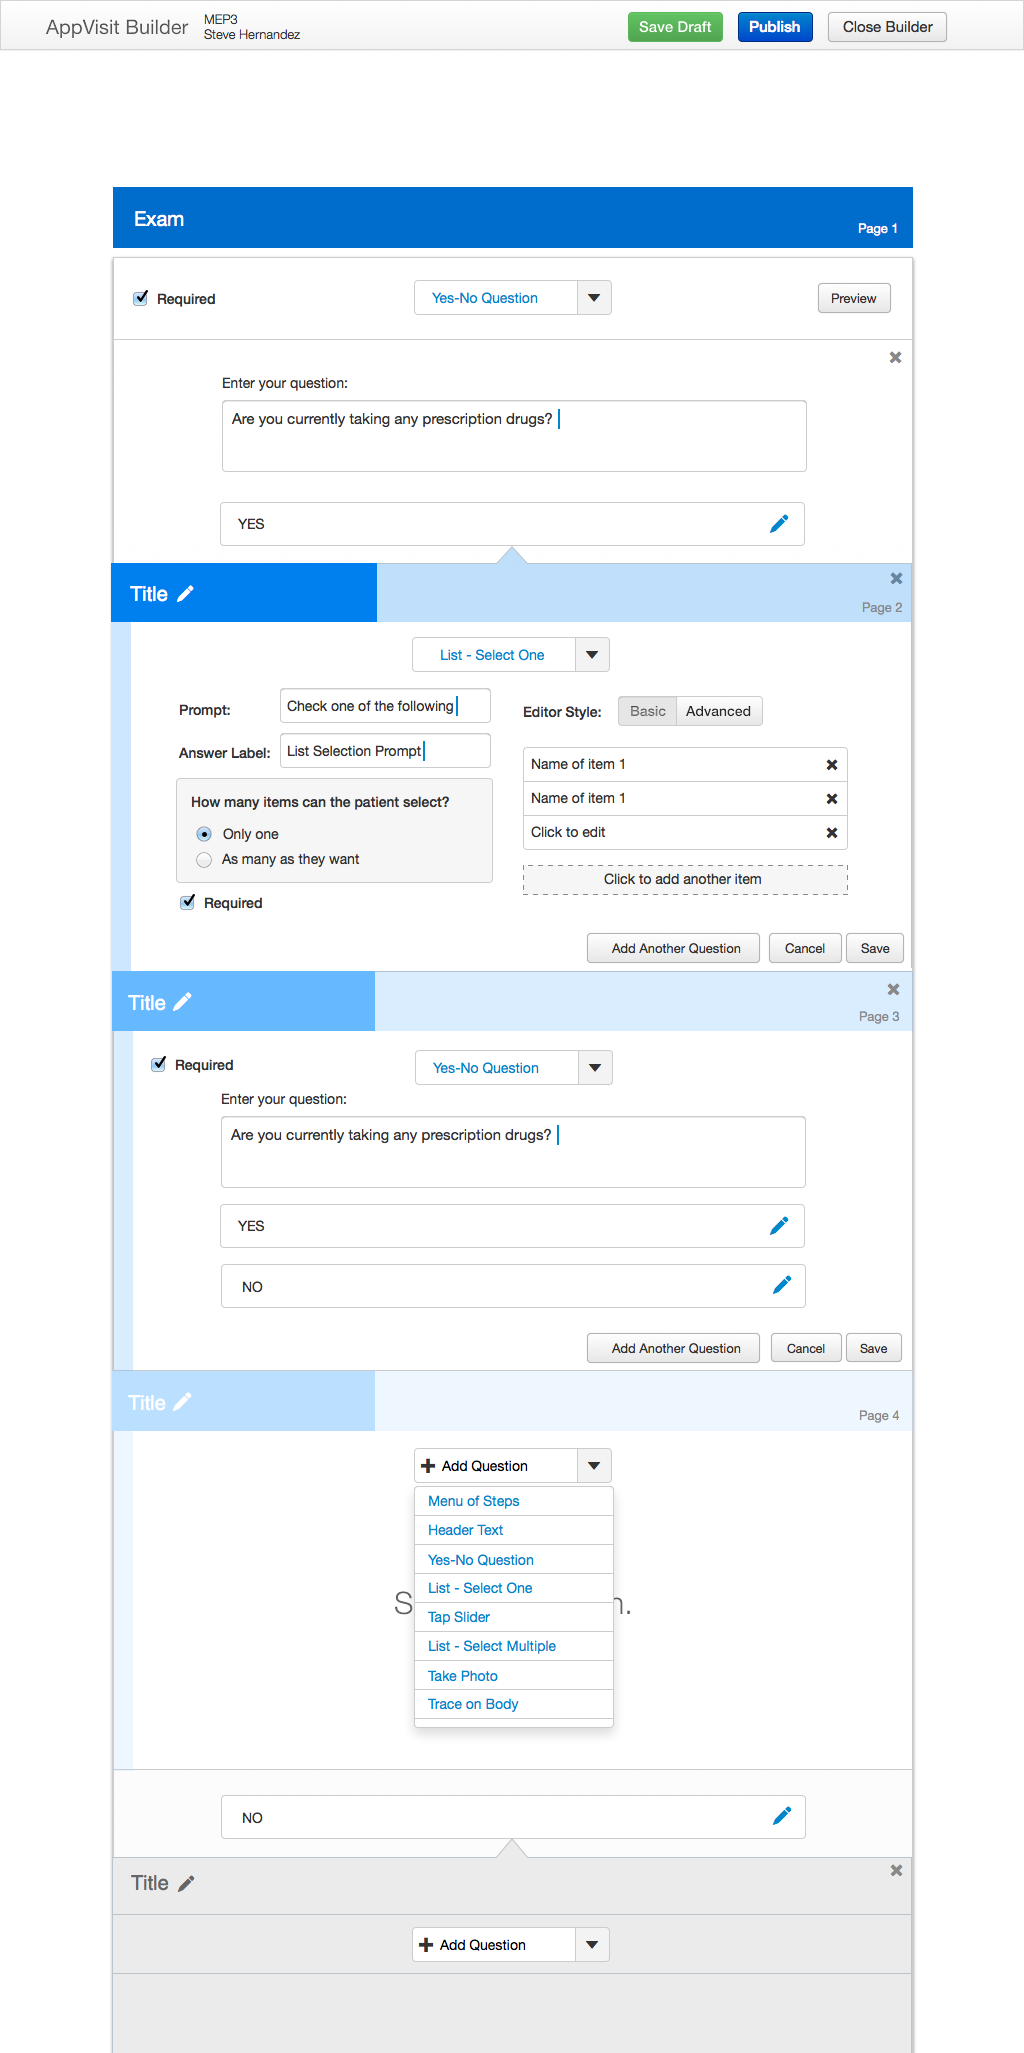 AppVisit Builder
MEP3
Steve Hernandez
Save Draft
Publish
Close Builder
Exam
Page 1
Required
Yes-No Question
Preview
Enter your question:
Are you currently taking any prescription drugs?
YES
Title
Page 2
List - Select One
Prompt:
Check one of the following
Editor Style:
Basic
Advanced
Answer Label:
List Selection Prompt
Name of item 1
Name of item 1
Click to edit
How many items can the patient select?
Only one
As many as they want
Click to add another item
Required
Add Another Question
Cancel
Save
Title
Page 3
Required
Yes-No Question
Enter your question:
Are you currently taking any prescription drugs?
YES
NO
Add Another Question
Cancel
Save
Title
Page 4
Add Question
Menu of Steps
Header Text
Yes-No Question
List - Select One
Tap Slider
List - Select Multiple
Take Photo
Trace on Body
NO
Title
Add Question